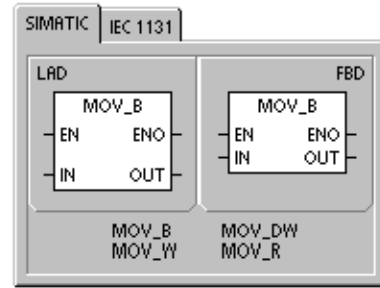 SIMATIC IEC 1131
LAD FBD
MOV_B MOV_B
EN ENO EN ENO
IN OUT IN OUT
MOV_B MOV_DW
MOV_W MOV_R